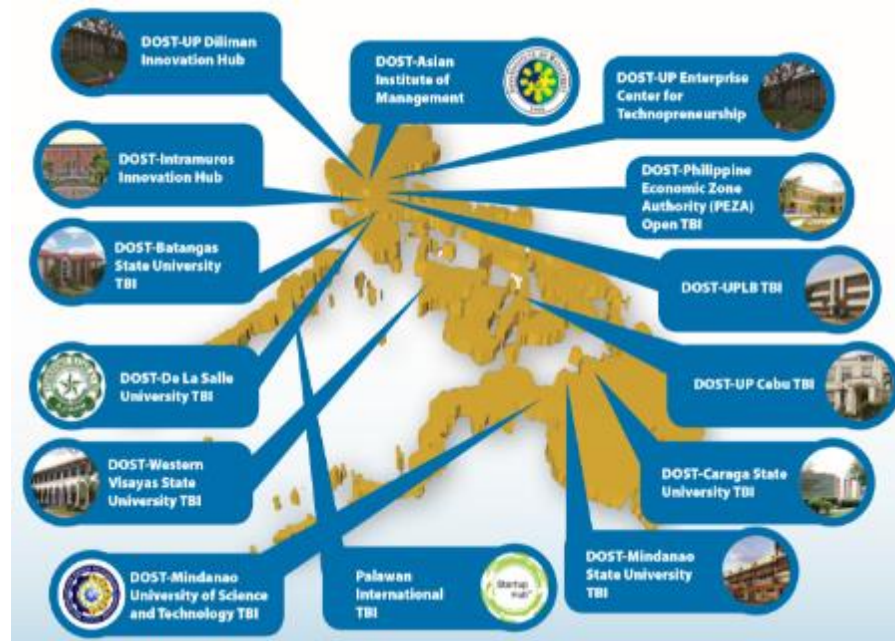 DOST-UP Diliman
Innovation Hub
DOST-Asian
Institute of
Management
DOST-UP Enterprise
Center for
Technopreneurship
DOST-Intramuros
Innovation Hub
DOST-Philippine
Economic Zone
Authority (PEZA)
Open TBI
DOST-Batangas
State University
TBI
DOST-UPLB TBI
DOST-De La Salle
University TBI
DOST-UP Cebu TBI
DOST-Western
Visayas State
University TBI
DOST-Caraga State
University TBI
DOST-Mindanao
University of Science
and Technology TBI
Palawan
International
TBI
Startup
Hub
DOST-Mindanao
State University
TBI